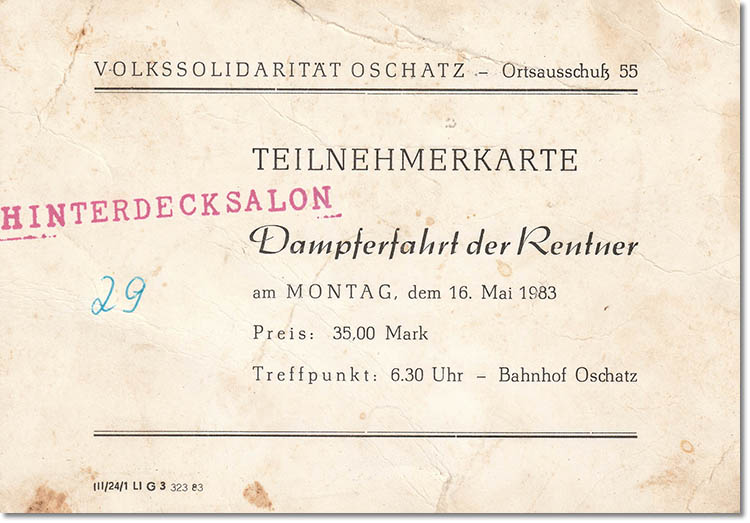 VOLKSSOLIDARITÄT OSCHATZ – Ortsausschuß 55
TEILNEHMERKARTE
HINTERDECKSALON
Dampferfahrt der Rentner
29
am MONTAG, dem 16. Mai 1983
Preis: 35,00 Mark
Treffpunkt: 6.30 Uhr – Bahnhof Oschatz
III/24/1 LI G 3 323 83